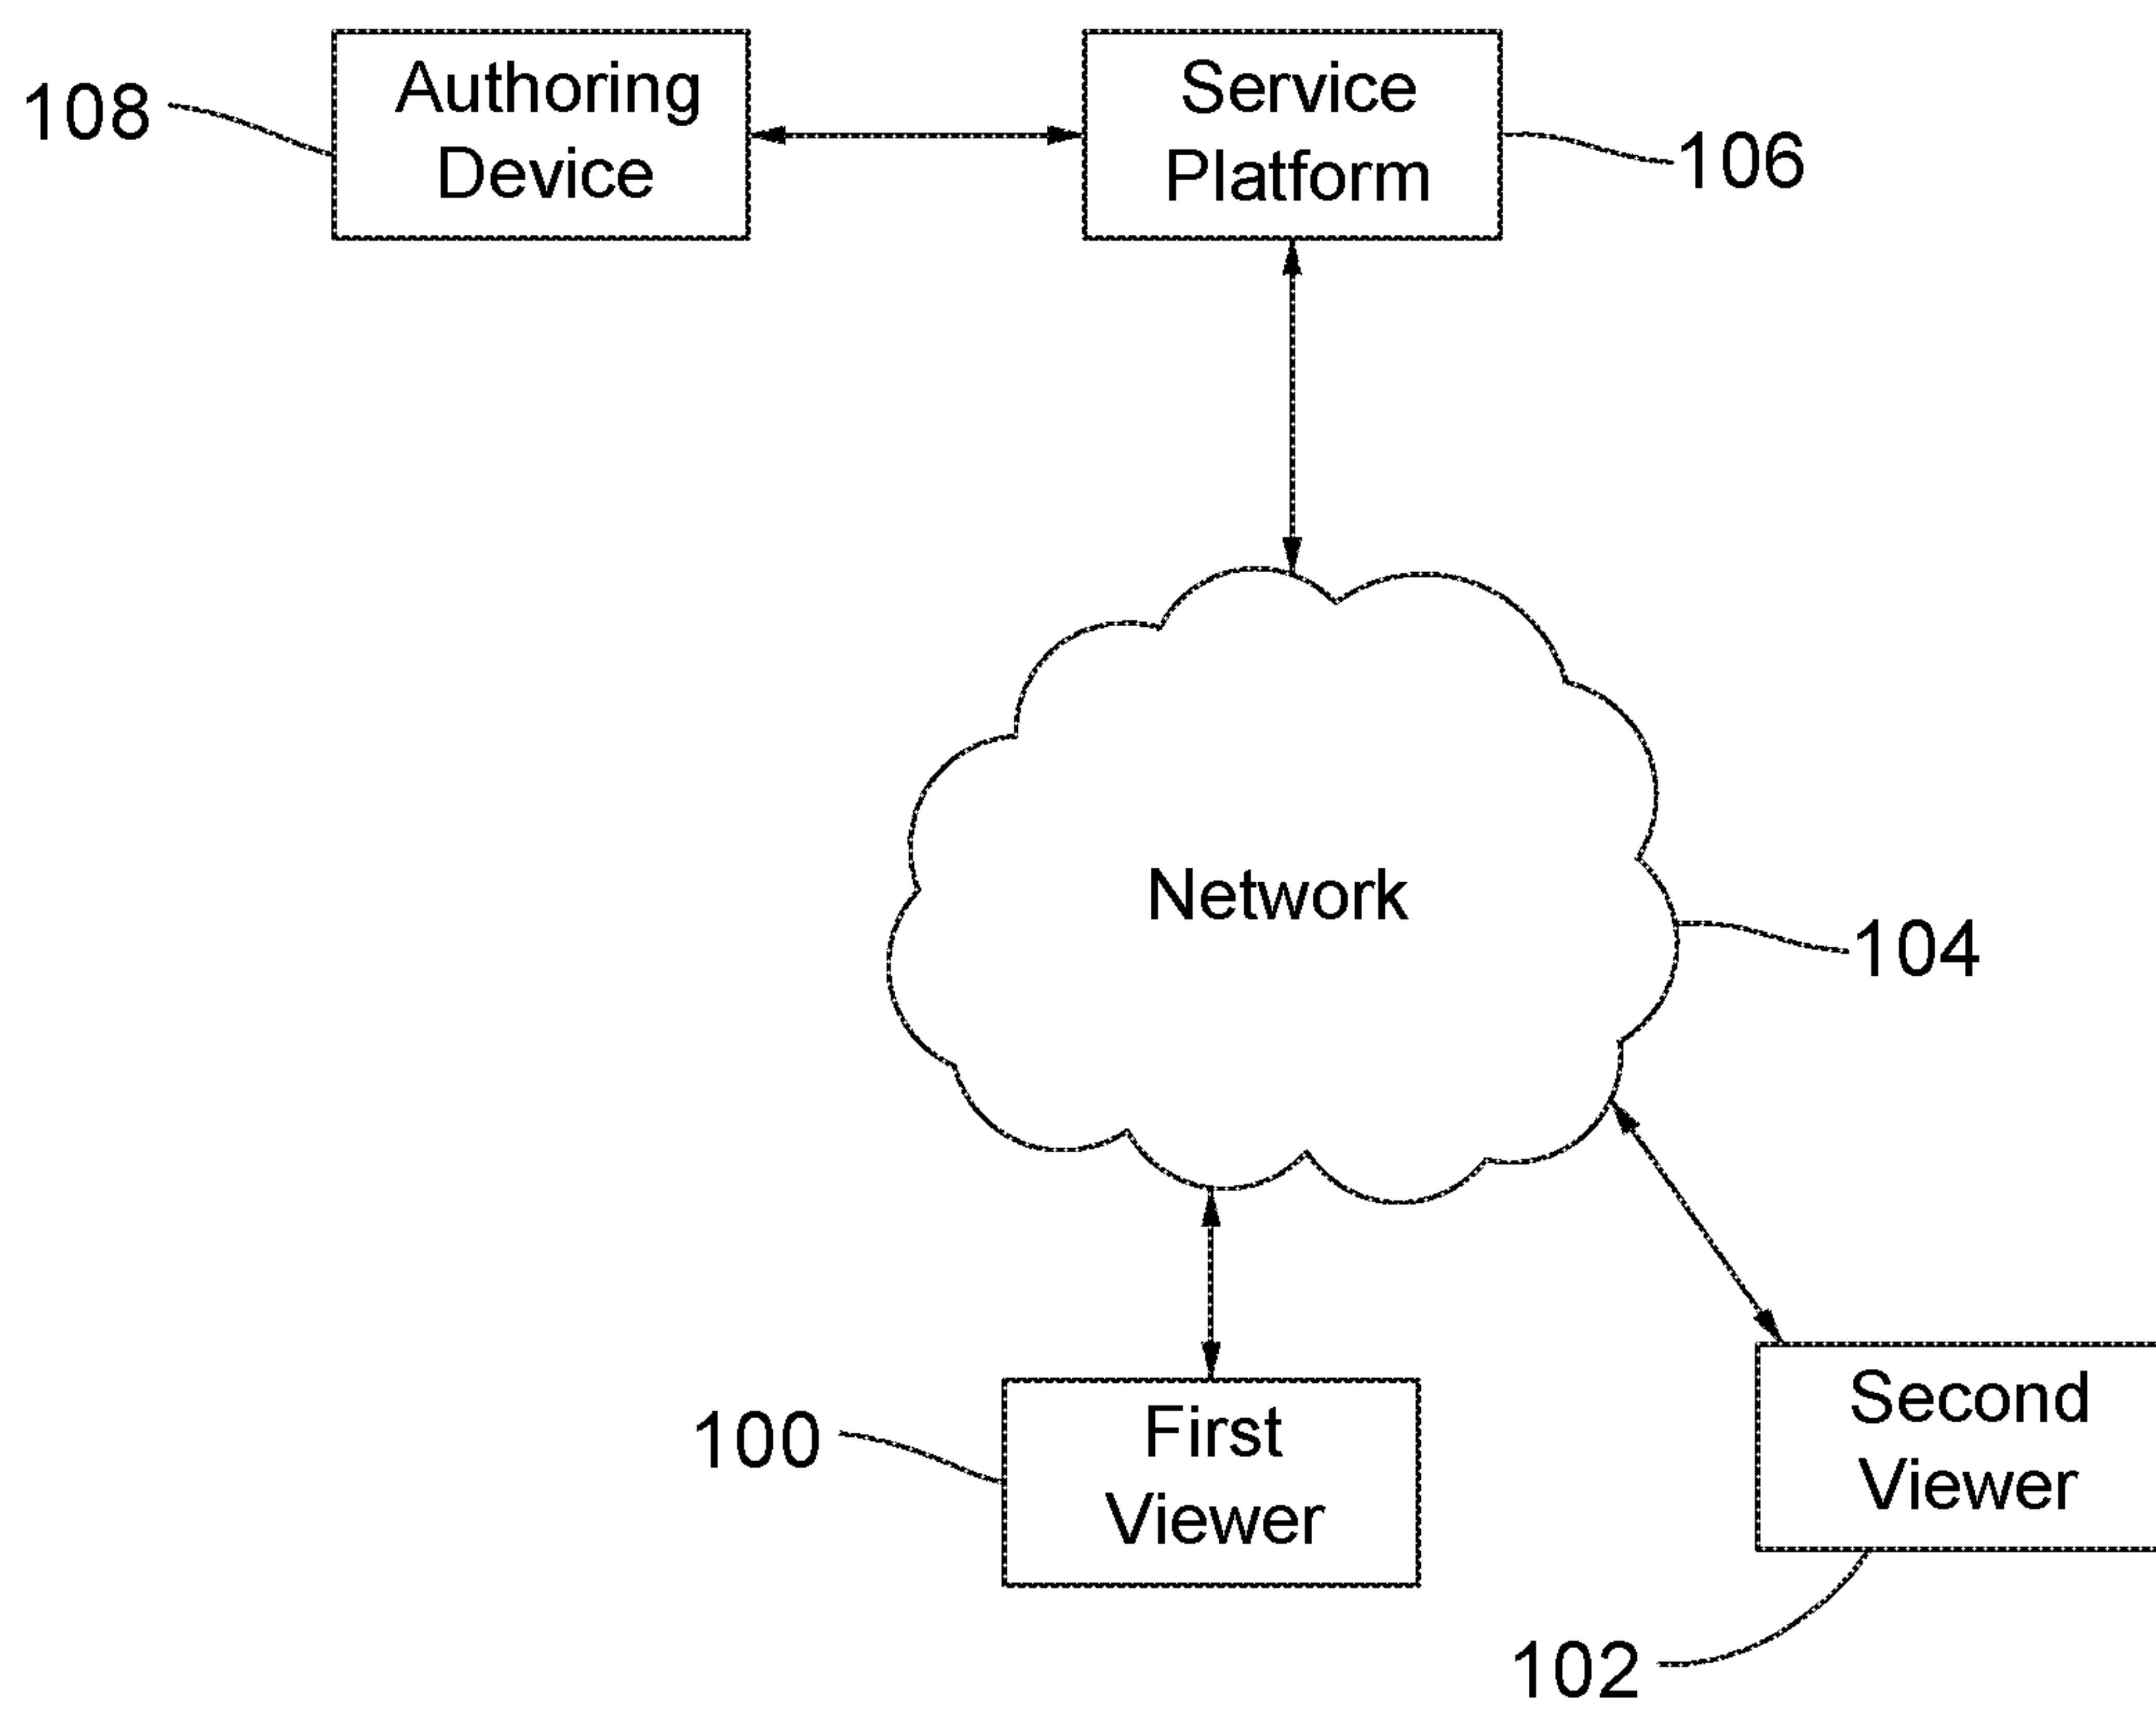 108
Authoring
Device
Service
Platform
106
Network
104
100
First
Viewer
Second
Viewer
102